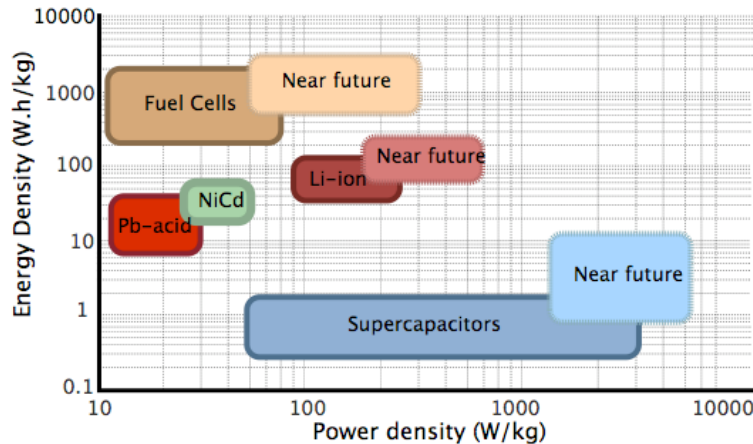 10000
1000
100
10
1
0.1
Energy Density (W.h/kg)
Fuel Cells
Near future
Near future
Li-ion
NiCd
Pb-acid
Near future
Supercapacitors
10
100
1000
10000
Power density (W/kg)